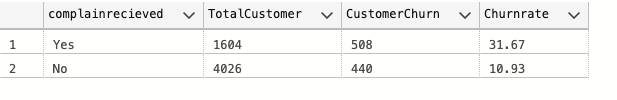 complainrecieved TotalCustomer CustomerChurn Churnrate
1 Yes 1604 508 31.67
2 No 4026 440 10.93